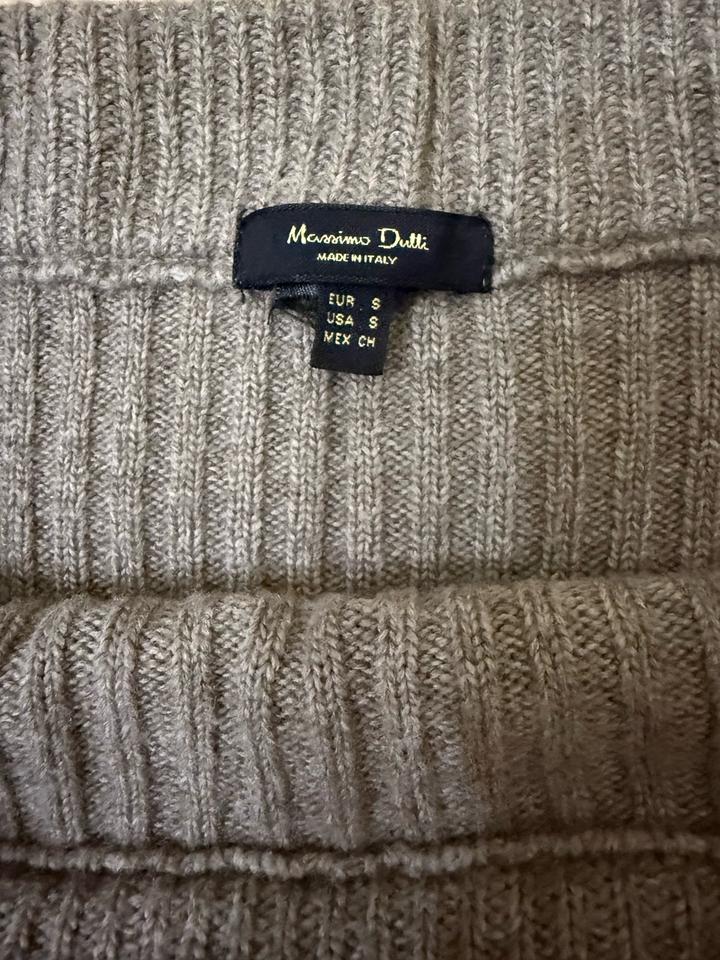 Massimo Dutti
MADE IN ITALY
EUR S
USA S
MEX CH